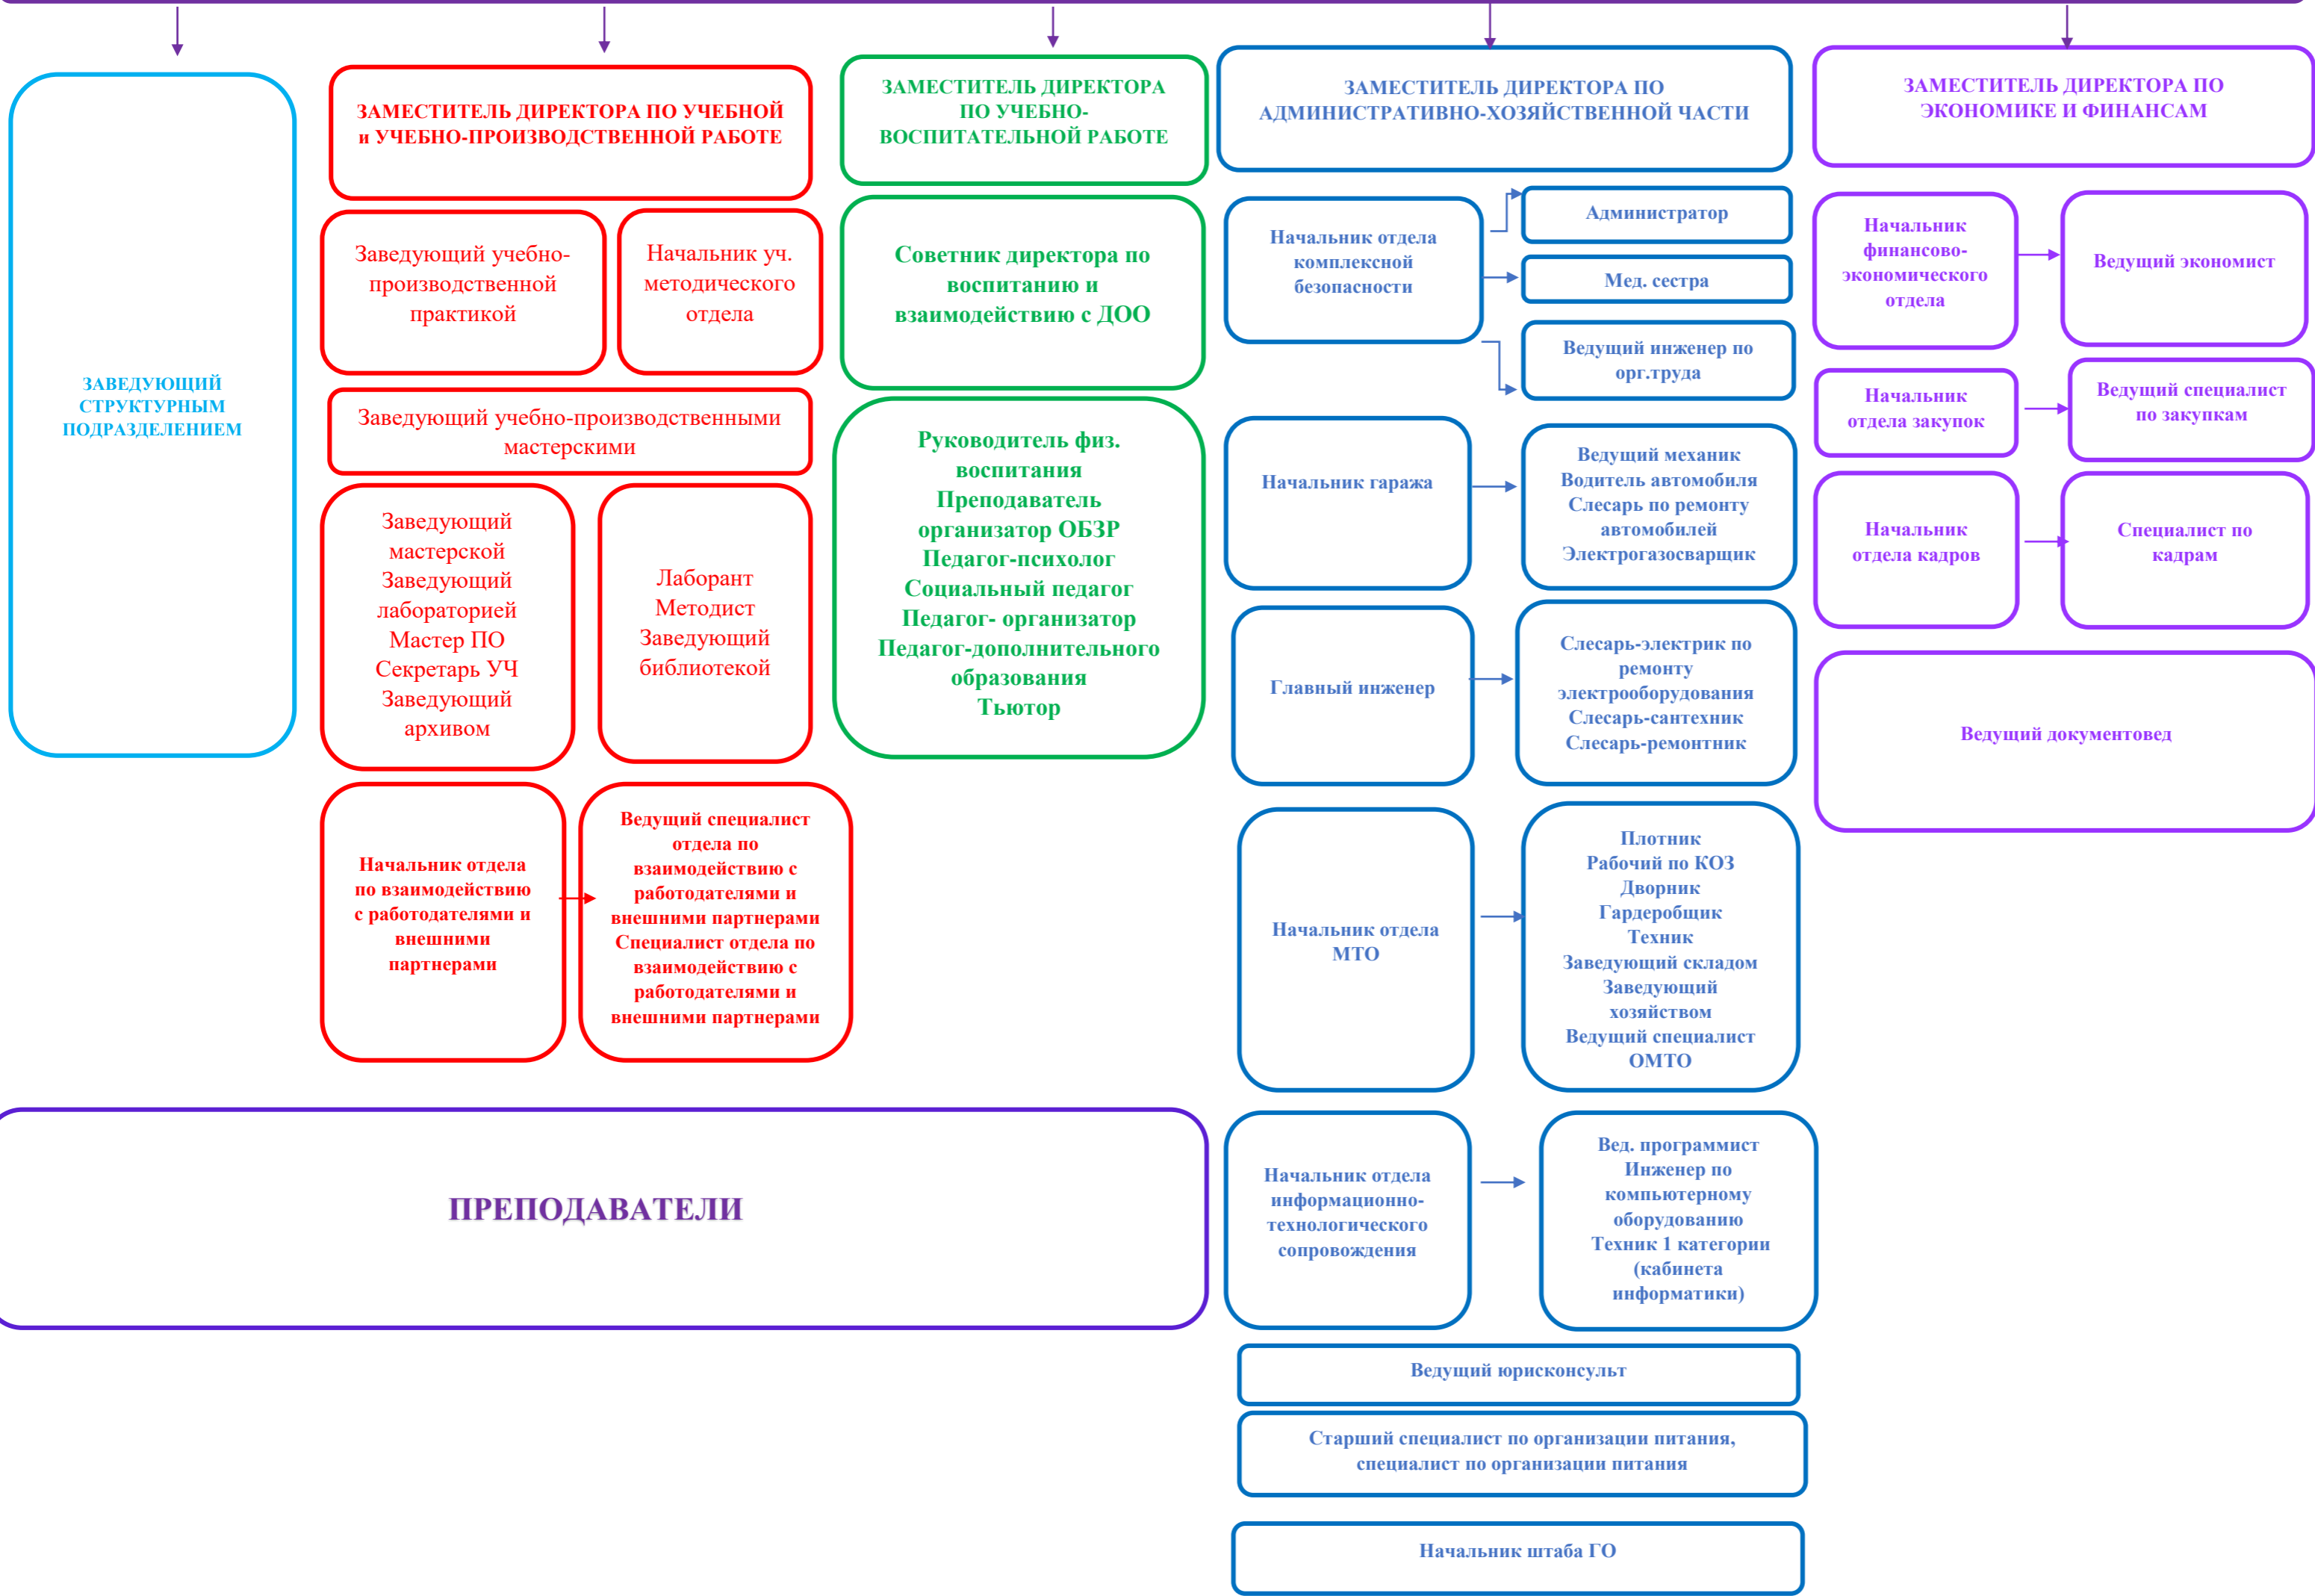 ЗАВЕДУЮЩИЙ
СТРУКТУРНЫМ
ПОДРАЗДЕЛЕНИЕМ
ЗАМЕСТИТЕЛЬ ДИРЕКТОРА ПО УЧЕБНОЙ
и УЧЕБНО-ПРОИЗВОДСТВЕННОЙ РАБОТЕ
Заведующий учебно-
производственной
практикой
Начальник уч.
методического
отдела
Заведующий учебно-производственными
мастерскими
Заведующий
мастерской
Заведующий
лабораторией
Мастер ПО
Секретарь УЧ
Заведующий
архивом
Лаборант
Методист
Заведующий
библиотекой
Начальник отдела
по взаимодействию
с работодателями и
внешними
партнерами
Ведущий специалист
отдела по
взаимодействию с
работодателями и
внешними партнерами
Специалист отдела по
взаимодействию с
работодателями и
внешними партнерами
ЗАМЕСТИТЕЛЬ ДИРЕКТОРА
ПО УЧЕБНО-
ВОСПИТАТЕЛЬНОЙ РАБОТЕ
Советник директора по
воспитанию и
взаимодействию с ДОО
Руководитель физ.
воспитания
Преподаватель
организатор ОБЗР
Педагог-психолог
Социальный педагог
Педагог- организатор
Педагог-дополнительного
образования
Тьютор
ПРЕПОДАВАТЕЛИ
ЗАМЕСТИТЕЛЬ ДИРЕКТОРА ПО
АДМИНИСТРАТИВНО-ХОЗЯЙСТВЕННОЙ ЧАСТИ
Начальник отдела
комплексной
безопасности
Администратор
Мед. сестра
Ведущий инженер по
орг.труда
Начальник гаража
Ведущий механик
Водитель автомобиля
Слесарь по ремонту
автомобилей
Электрогазосварщик
Главный инженер
Слесарь-электрик по
ремонту
электрооборудования
Слесарь-сантехник
Слесарь-ремонтник
Начальник отдела
МТО
Плотник
Рабочий по КОЗ
Дворник
Гардеробщик
Техник
Заведующий складом
Заведующий
хозяйством
Ведущий специалист
ОМТО
Начальник отдела
информационно-
технологического
сопровождения
Вед. программист
Инженер по
компьютерному
оборудованию
Техник 1 категории
(кабинета
информатики)
Ведущий юрисконсульт
Старший специалист по организации питания,
специалист по организации питания
Начальник штаба ГО
ЗАМЕСТИТЕЛЬ ДИРЕКТОРА ПО
ЭКОНОМИКЕ И ФИНАНСАМ
Начальник
финансово-
экономического
отдела
Ведущий экономист
Начальник
отдела закупок
Ведущий специалист
по закупкам
Начальник
отдела кадров
Специалист по
кадрам
Ведущий документовед